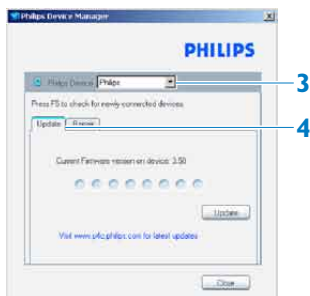 Philips Device Manager
PHILIPS
Philips Device Philips
3
Press F5 to check for newly connected devices.
Update Repair
4
Current Firmware version on device: 3.50
Update
Visit www.p4c.philips.com for latest updates
Close